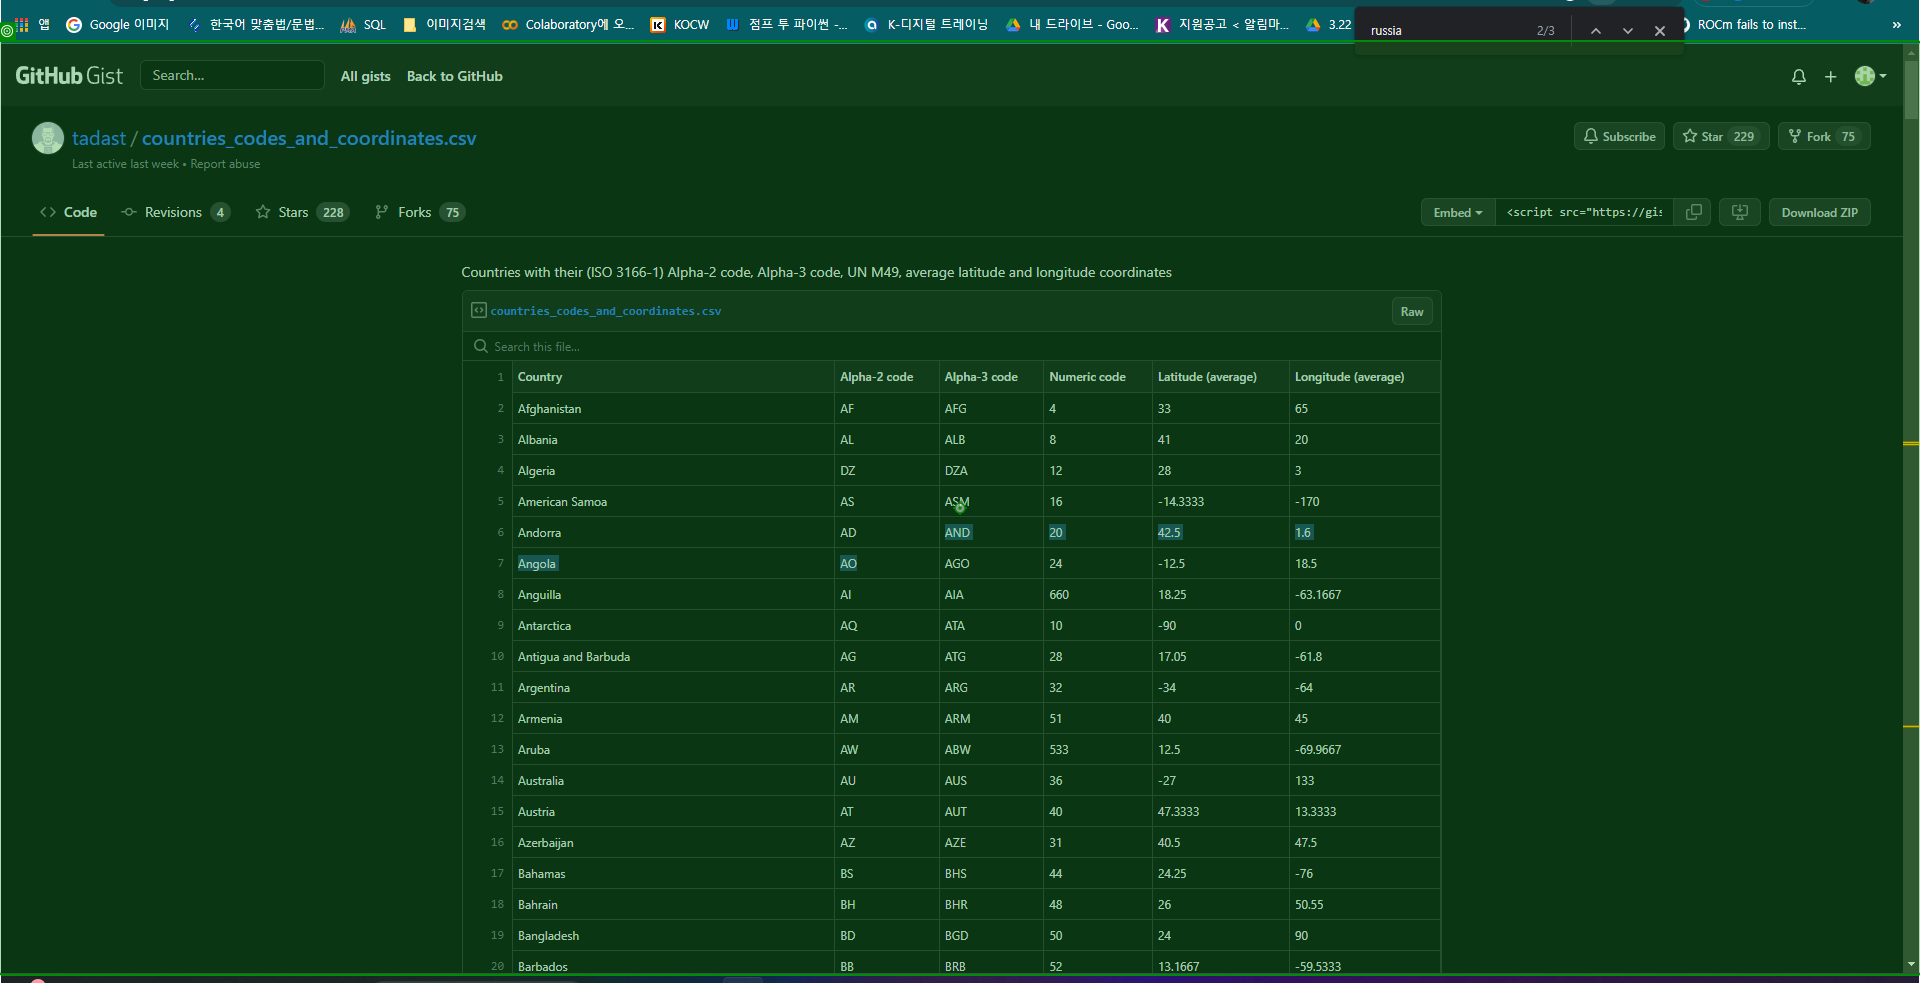 앱 Google 이미지 한국어 맞춤법/문법... SQL 이미지검색 Colaboratory에 오... KOCW 점프 투 파이썬 -... K-디지털 트레이닝 내 드라이브 - Goo... 지원공고 < 알림마... 3.22 ROCm fails to inst... »
russia 2/3
GitHub Gist Search... All gists Back to GitHub
tadast / countries_codes_and_coordinates.csv Subscribe Star 229 Fork 75
Last active last week • Report abuse
Code Revisions 4 Stars 228 Forks 75 Embed <script src="https://gis Download ZIP
Countries with their (ISO 3166-1) Alpha-2 code, Alpha-3 code, UN M49, average latitude and longitude coordinates
countries_codes_and_coordinates.csv Raw
Search this file...
1 Country Alpha-2 code Alpha-3 code Numeric code Latitude (average) Longitude (average)
2 Afghanistan AF AFG 4 33 65
3 Albania AL ALB 8 41 20
4 Algeria DZ DZA 12 28 3
5 American Samoa AS ASM 16 -14.3333 -170
6 Andorra AD AND 20 42.5 1.6
7 Angola AO AGO 24 -12.5 18.5
8 Anguilla AI AIA 660 18.25 -63.1667
9 Antarctica AQ ATA 10 -90 0
10 Antigua and Barbuda AG ATG 28 17.05 -61.8
11 Argentina AR ARG 32 -34 -64
12 Armenia AM ARM 51 40 45
13 Aruba AW ABW 533 12.5 -69.9667
14 Australia AU AUS 36 -27 133
15 Austria AT AUT 40 47.3333 13.3333
16 Azerbaijan AZ AZE 31 40.5 47.5
17 Bahamas BS BHS 44 24.25 -76
18 Bahrain BH BHR 48 26 50.55
19 Bangladesh BD BGD 50 24 90
20 Barbados BB BRB 52 13.1667 -59.5333